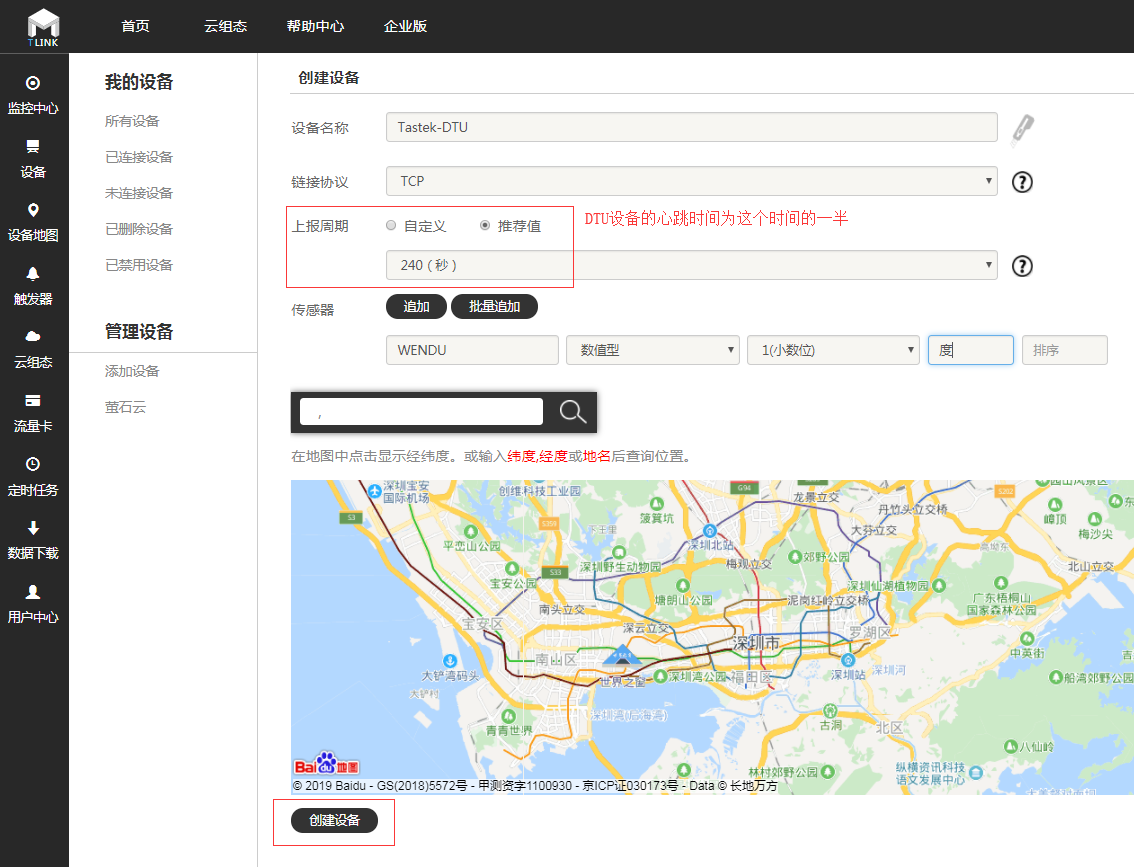 TLINK
首页 云组态 帮助中心 企业版
监控中心
设备
设备地图
触发器
云组态
流量卡
定时任务
数据下载
用户中心
我的设备
所有设备
已连接设备
未连接设备
已删除设备
已禁用设备
管理设备
添加设备
萤石云
创建设备
设备名称 Tastek-DTU
链接协议 TCP
上报周期 自定义 推荐值
DTU设备的心跳时间为这个时间的一半
240 ( 秒 )
传感器 追加 批量追加
WENDU 数值型 1(小数位) 度 排序
,
在地图中点击显示经纬度。或输入纬度,经度或地名后查询位置。
深圳宝安
国际机场
创维科技工业园
G94
龙景立交
S202
S3
S359
菠萁坑
丹竹头立交桥
嶂顶
平峦山公园
深圳北站
大芬立交
梅沙尖
深圳野生动物园
梅观立交
郊野公园
高坳东
S33
宝安公园
北山立交
塘朗山公园
深圳仙湖植物园
南头立交
泥岗红岭立交桥
广东梧桐山
国家森林公园
宝安区
深云立交
深圳市
罗湖区
中英街
南山区
大铲湾码头
世界之窗
深圳湾公园
福田区
深圳站
深圳河
船湾郊野公园
大铲村
深圳湾(后海湾)
青青世界
古洞
北区
八仙岭
林村郊野公园
纵横资讯科技
语文发展中心
Bai du 地图
© 2019 Baidu - GS(2018)5572号 - 甲测资字1100930 - 京ICP证030173号 - Data © 长地万方
创建设备